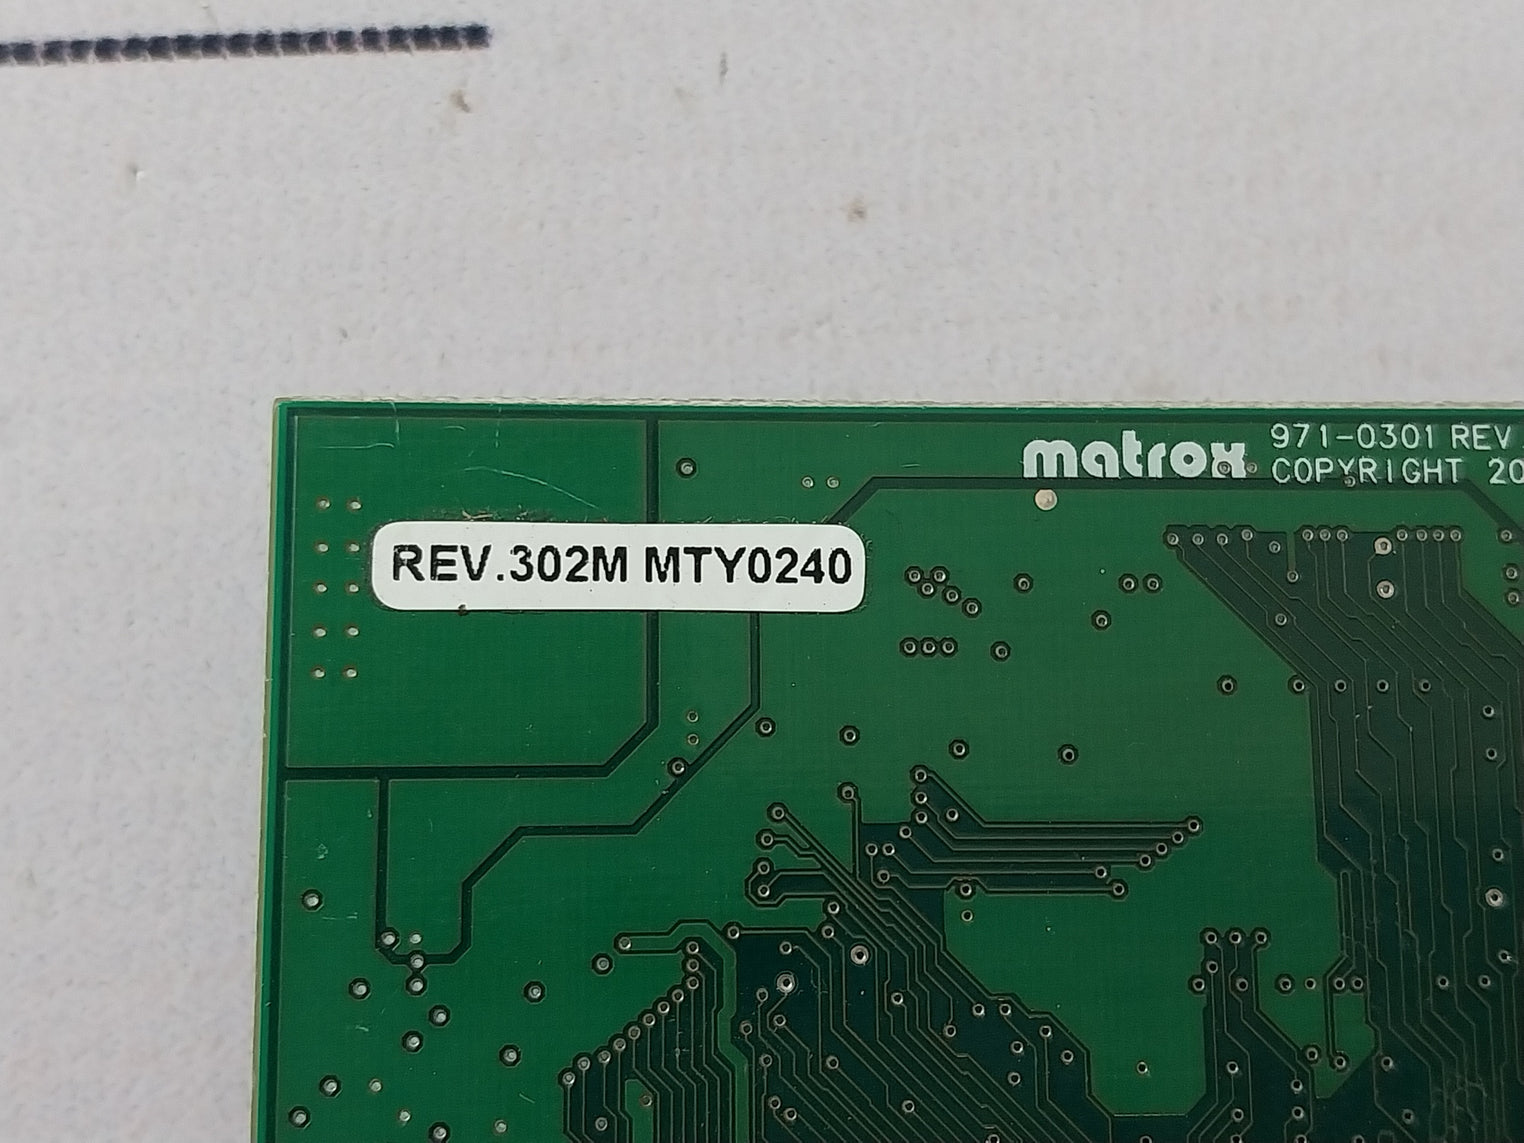 matrox 971-0301 REV.
COPYRIGHT 20
REV.302M MTY0240